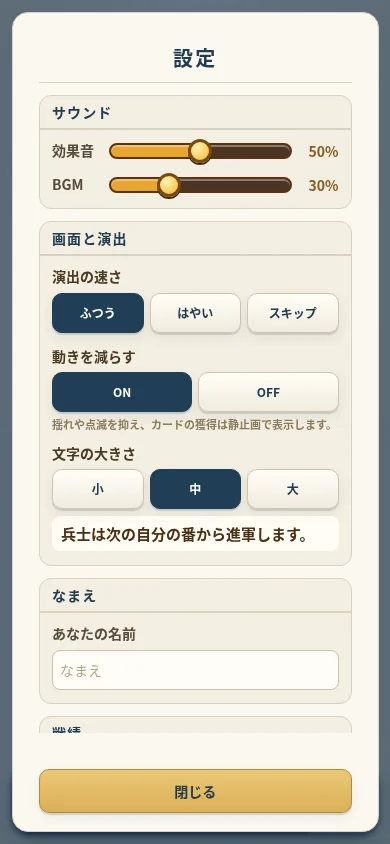 設定
サウンド
効果音 50%
BGM 30%
画面と演出
演出の速さ
ふつう はやい スキップ
動きを減らす
ON OFF
揺れや点滅を抑え、カードの獲得は静止画で表示します。
文字の大きさ
小 中 大
兵士は次の自分の番から進軍します。
なまえ
あなたの名前
なまえ
戦績
閉じる